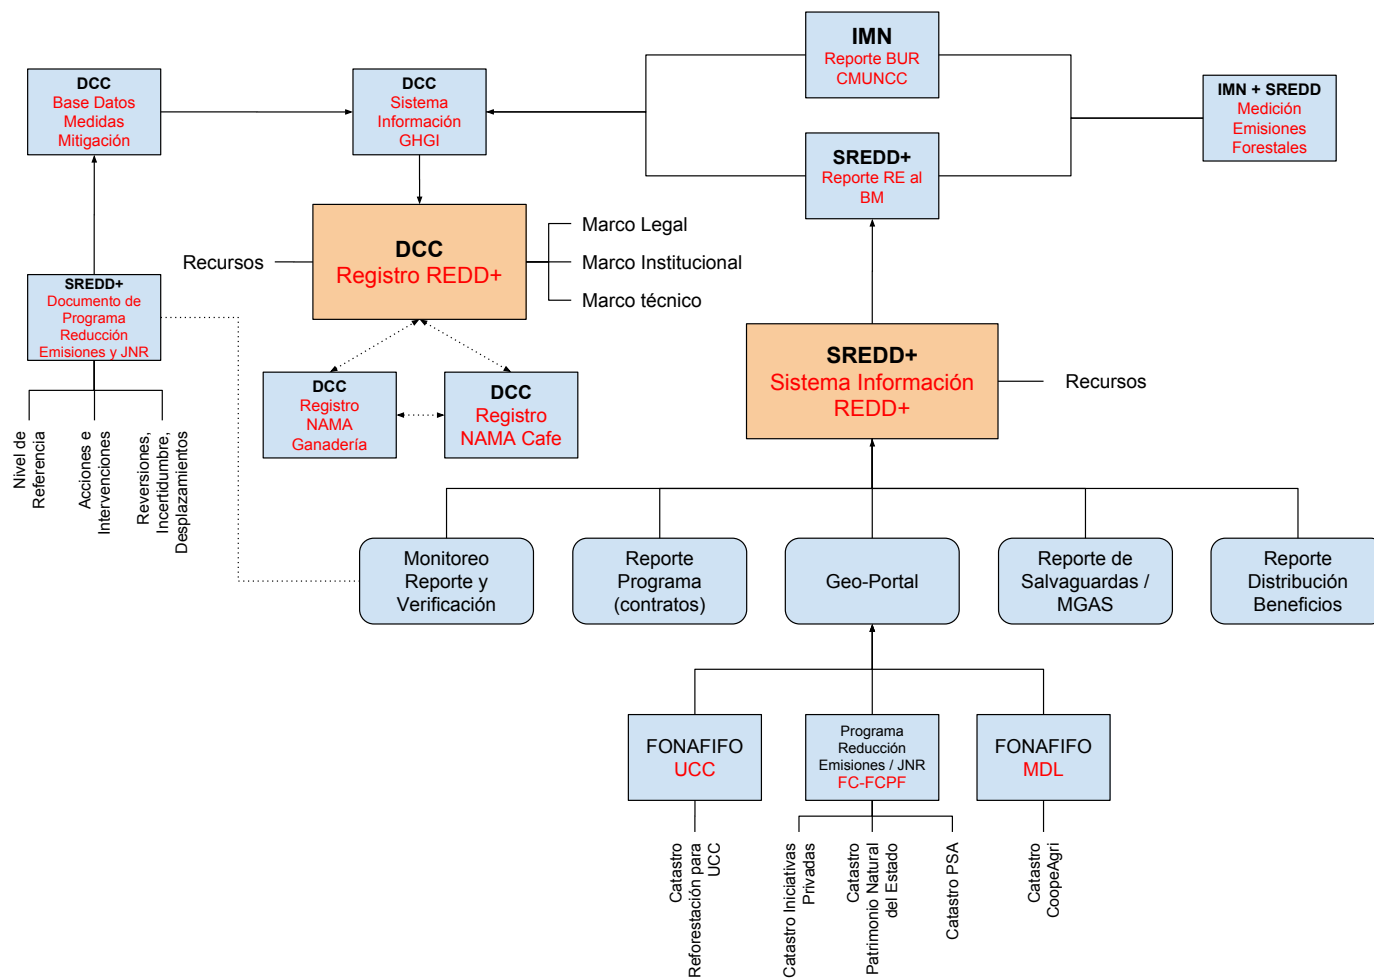 IMN
Reporte BUR
CMUNCC
DCC
Base Datos
Medidas
Mitigación
DCC
Sistema
Información
GHGI
IMN + SREDD
Medición
Emisiones
Forestales
SREDD+
Reporte RE al
BM
DCC
Registro REDD+
Recursos
Marco Legal
Marco Institucional
Marco técnico
SREDD+
Documento de
Programa
Reducción
Emisiones y JNR
SREDD+
Sistema Información
REDD+
Recursos
DCC
Registro
NAMA
Ganadería
DCC
Registro
NAMA Cafe
Nivel de
Referencia
Acciones e
Intervenciones
Reversiones,
Incertidumbre,
Desplazamientos
Monitoreo
Reporte y
Verificación
Reporte
Programa
(contratos)
Geo-Portal
Reporte de
Salvaguardas /
MGAS
Reporte
Distribución
Beneficios
FONAFIFO
UCC
Programa
Reducción
Emisiones / JNR
FC-FCPF
FONAFIFO
MDL
Catastro
Reforestación para
UCC
Catastro Iniciativas
Privadas
Catastro
Patrimonio Natural
del Estado
Catastro PSA
Catastro
CoopeAgri